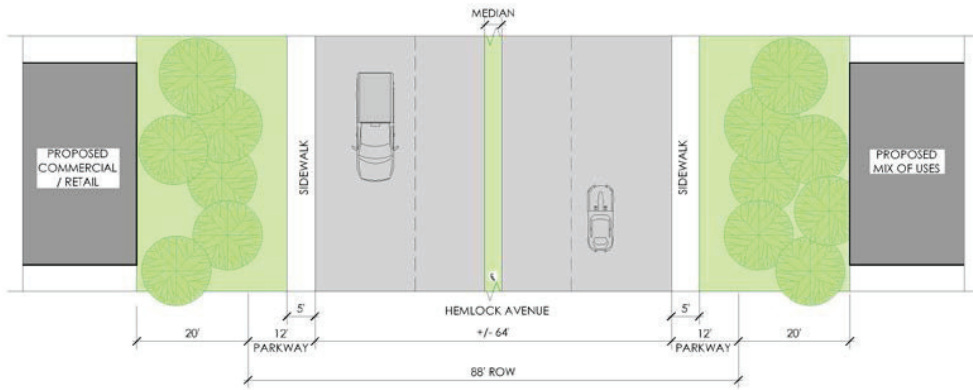 MEDIAN
PROPOSED
COMMERCIAL
/ RETAIL
SIDEWALK
SIDEWALK
PROPOSED
MIX OF USES
5'
HEMLOCK AVENUE
5'
20'
12'
+/- 64'
12'
20'
PARKWAY
PARKWAY
88' ROW